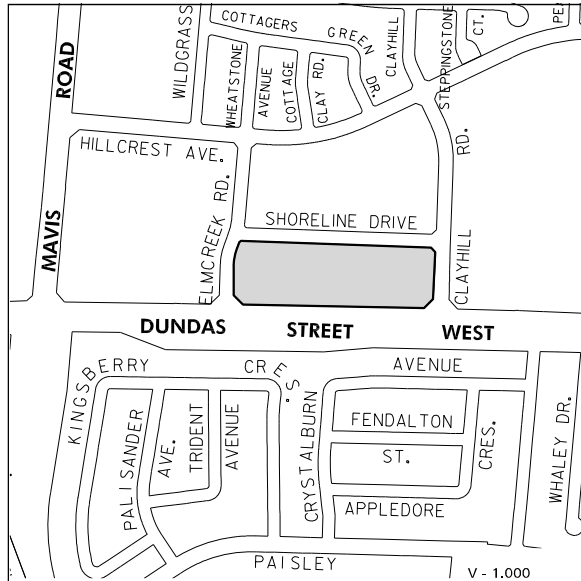 COTTAGERS GREEN DR.
WILDGRASS
ROAD
WHEATSTONE
AVENUE
COTTAGE
CLAY RD.
CLAYHILL
STEPPINGSTONE
CT.
PE
HILLCREST AVE.
ELMCREEK RD.
RD.
CLAYHILL
MAVIS
SHORELINE DRIVE
DUNDAS STREET WEST
KINGSBERRY CRES.
AVENUE
PALISANDER
AVE.
TRIDENT
AVENUE
CRYSTALBURN
FENDALTON
ST.
CRES.
APPLEDORE
WHALEY DR.
PAISLEY
V - 1.000